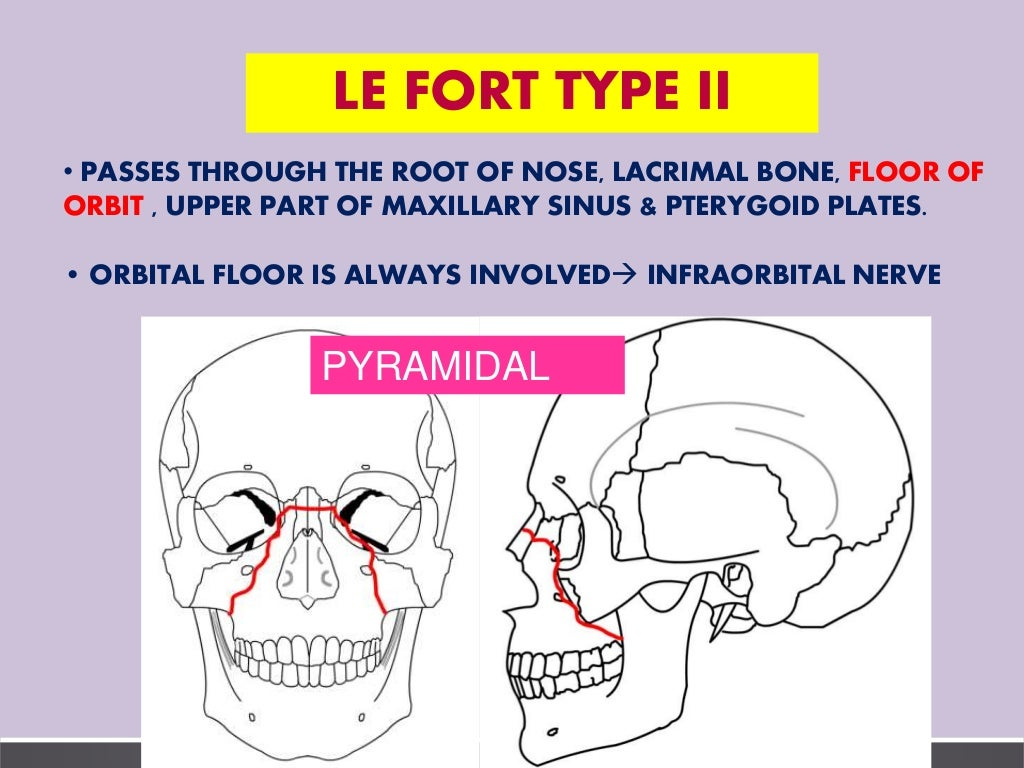 LE FORT TYPE II
• PASSES THROUGH THE ROOT OF NOSE, LACRIMAL BONE, FLOOR OF
ORBIT , UPPER PART OF MAXILLARY SINUS & PTERYGOID PLATES.
• ORBITAL FLOOR IS ALWAYS INVOLVED→ INFRAORBITAL NERVE
PYRAMIDAL